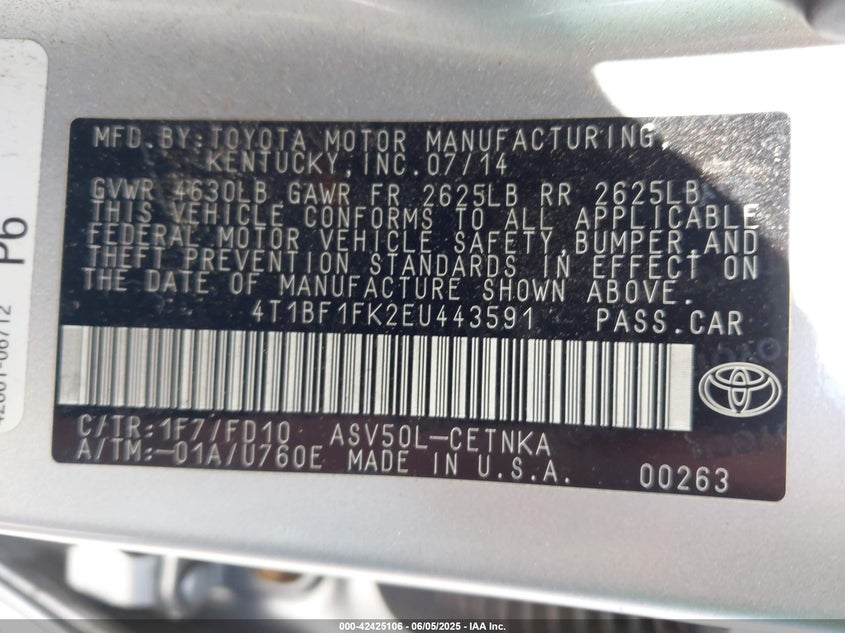 MFD.BY:TOYOTA MOTOR MANUFACTURING,
KENTUCKY,INC.07/14
GVWR 4630LB GAWR FR 2625LB RR 2625LB
THIS VEHICLE CONFORMS TO ALL APPLICABLE
FEDERAL MOTOR VEHICLE SAFETY,BUMPER,AND
THEFT PREVENTION STANDARDS IN EFFECT ON
THE DATE OF MANUFACTURE SHOWN ABOVE.
4T1BF1FK2EU443591 PASS.CAR
C/TR:1F7/FD10 ASV50L-CETNKA
A/TM:-01A/U760E MADE IN U.S.A. 00263
P6
000-42425106 - 06/05/2025 - IAA Inc.